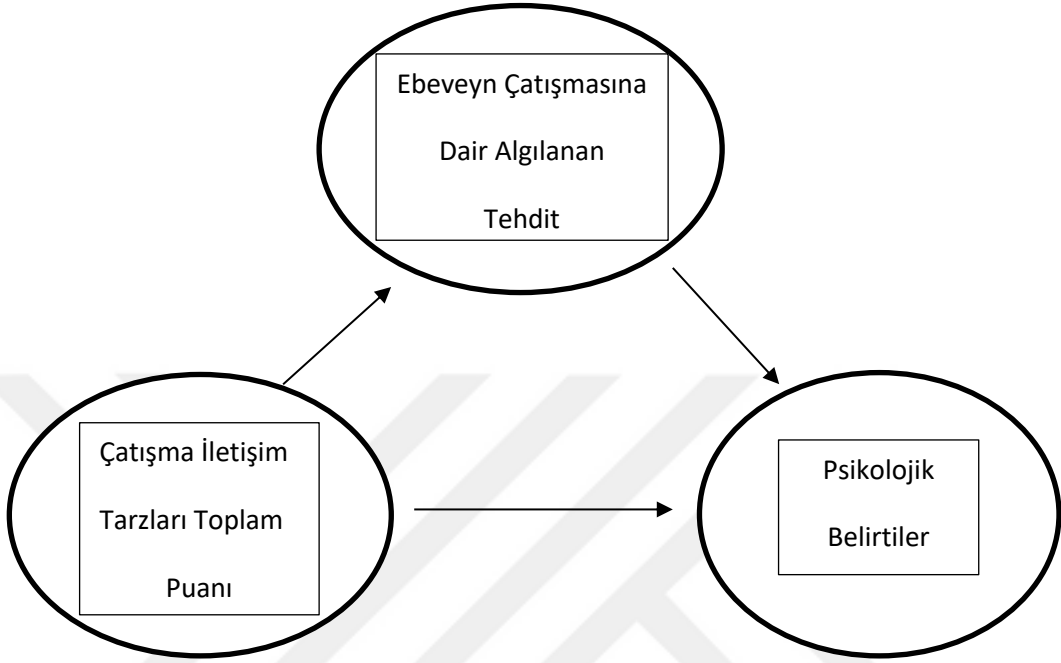 Ebeveyn Çatışmasına
Dair Algılanan
Tehdit
Çatışma İletişim
Tarzları Toplam
Puanı
Psikolojik
Belirtiler